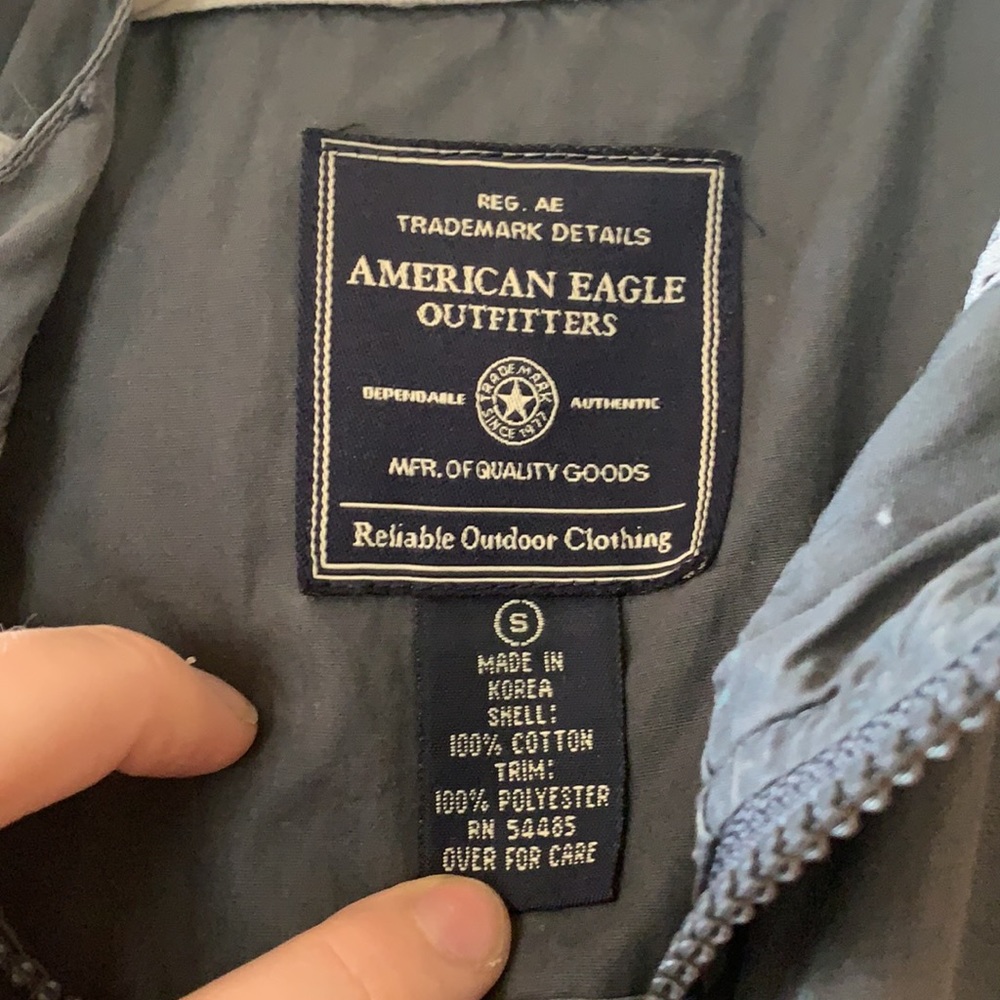 REG. AE
TRADEMARK DETAILS
AMERICAN EAGLE
OUTFITTERS
DEPENDABLE
TRADEMARK
SINCE 1977
AUTHENTIC
MFR. OF QUALITY GOODS
Reliable Outdoor Clothing
S
MADE IN
KOREA
SHELL:
100% COTTON
TRIM:
100% POLYESTER
RN 54485
OVER FOR CARE